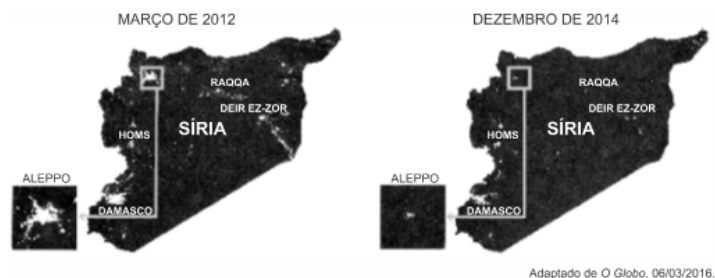 MARÇO DE 2012
RAQQA
DEIR EZ-ZOR
HOMS
SÍRIA
ALEPPO
DAMASCO
DEZEMBRO DE 2014
RAQQA
DEIR EZ-ZOR
HOMS
SÍRIA
ALEPPO
DAMASCO
Adaptado de O Globo, 06/03/2016.